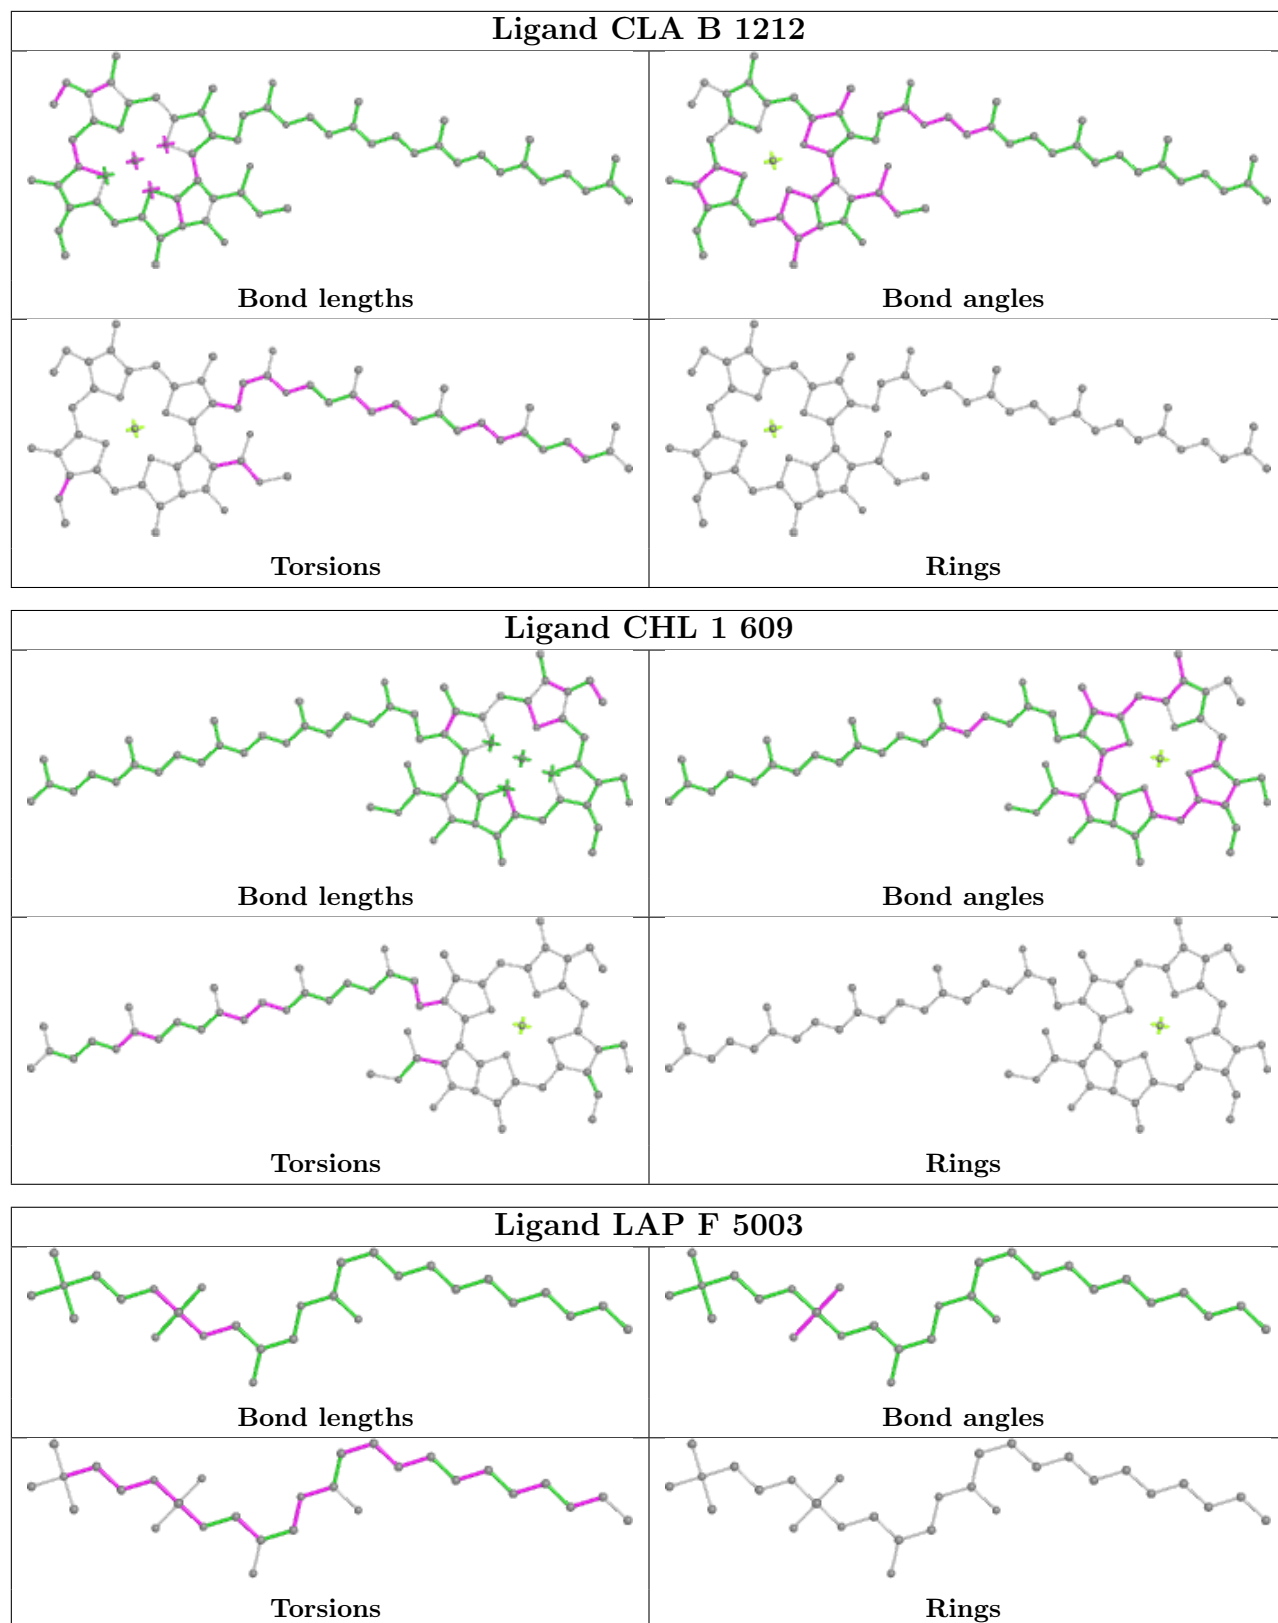 Ligand CLA B 1212
Bond lengths
Bond angles
Torsions
Rings
Ligand CHL 1 609
Bond lengths
Bond angles
Torsions
Rings
Ligand LAP F 5003
Bond lengths
Bond angles
Torsions
Rings